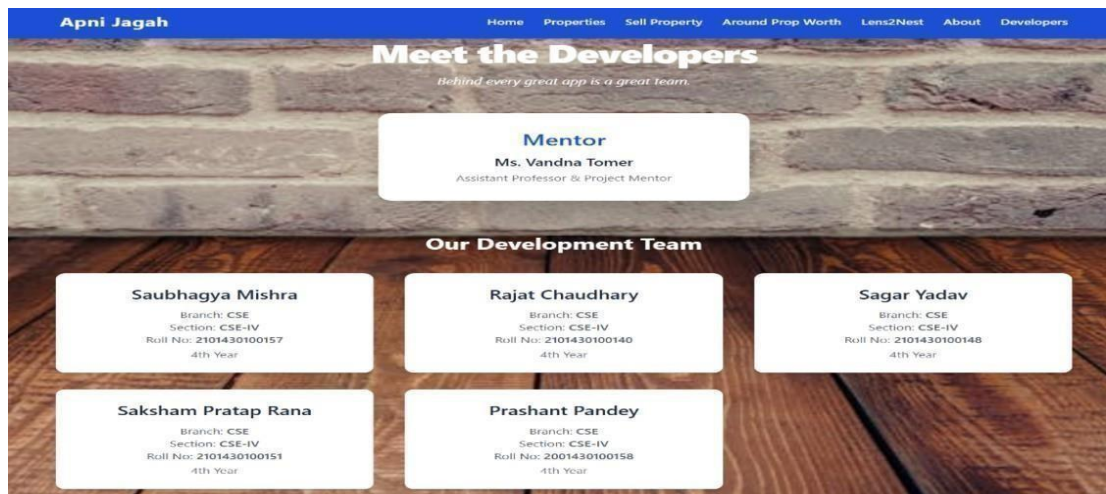 Apni Jagah
Home Properties Sell Property Around Prop Worth Lens2Nest About Developers
Meet the Developers
Behind every great app is a great team.
Mentor
Ms. Vandna Tomer
Assistant Professor & Project Mentor
Our Development Team
Saubhagya Mishra
Branch: CSE
Section: CSE-IV
Roll No: 2101430100157
4th Year
Rajat Chaudhary
Branch: CSE
Section: CSE-IV
Roll No: 2101430100140
4th Year
Sagar Yadav
Branch: CSE
Section: CSE-IV
Roll No: 2101430100148
4th Year
Saksham Pratap Rana
Branch: CSE
Section: CSE-IV
Roll No: 2101430100151
4th Year
Prashant Pandey
Branch: CSE
Section: CSE-IV
Roll No: 2001430100158
4th Year